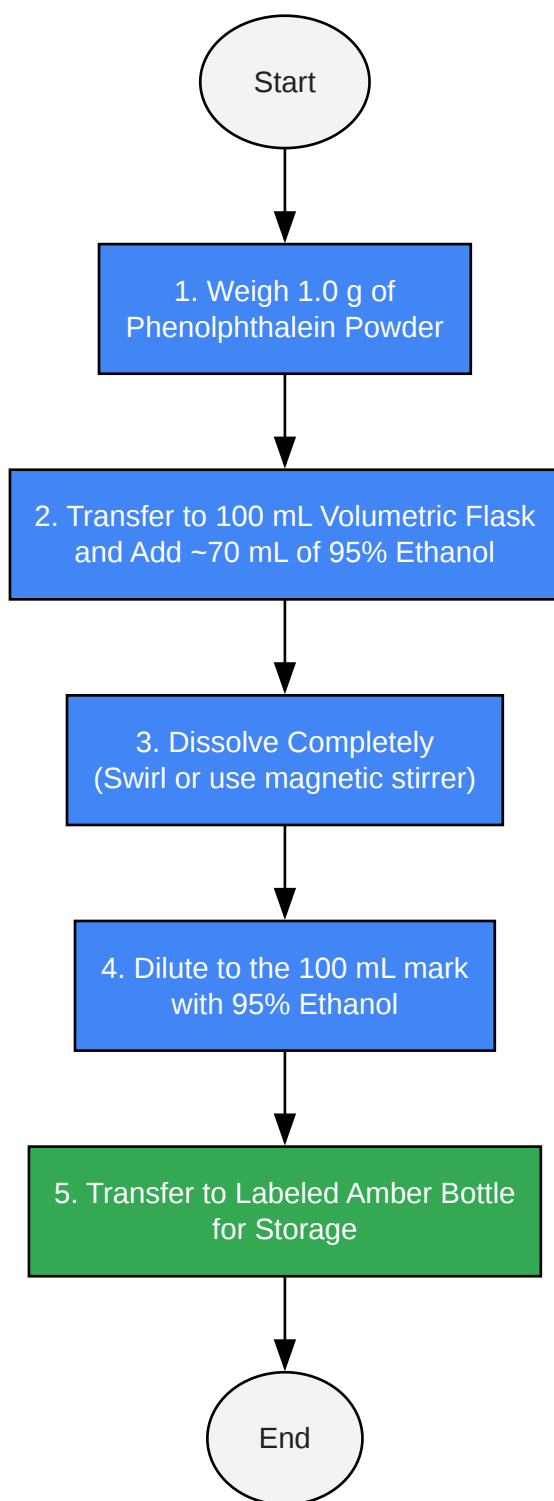 Start
1. Weigh 1.0 g of
Phenolphthalein Powder
2. Transfer to 100 mL Volumetric Flask
and Add ~70 mL of 95% Ethanol
3. Dissolve Completely
(Swirl or use magnetic stirrer)
4. Dilute to the 100 mL mark
with 95% Ethanol
5. Transfer to Labeled Amber Bottle
for Storage
End